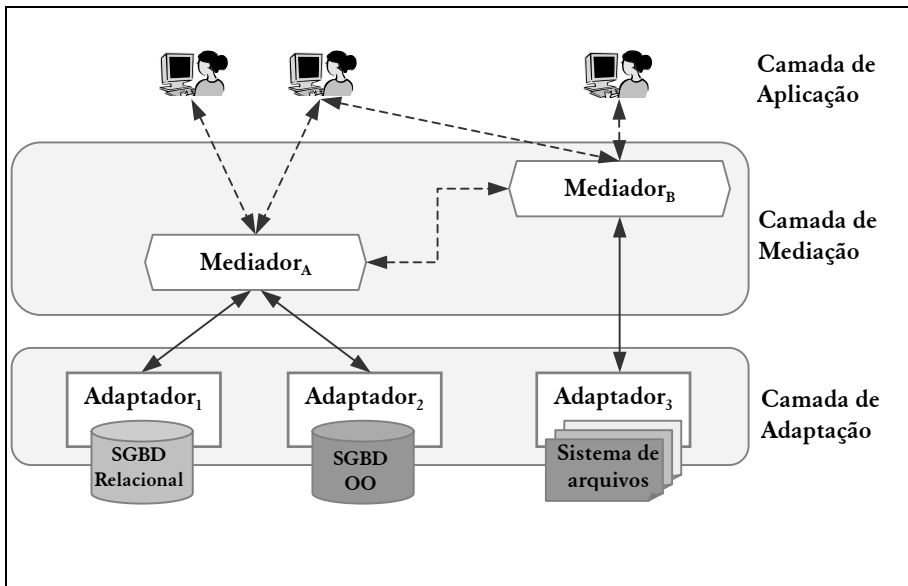 Camada de
Aplicação
Mediador_B
Camada de
Mediação
Mediador_A
Adaptador_1
Adaptador_2
Adaptador_3
Camada de
Adaptação
SGBD
Relacional
SGBD
OO
Sistema de
arquivos